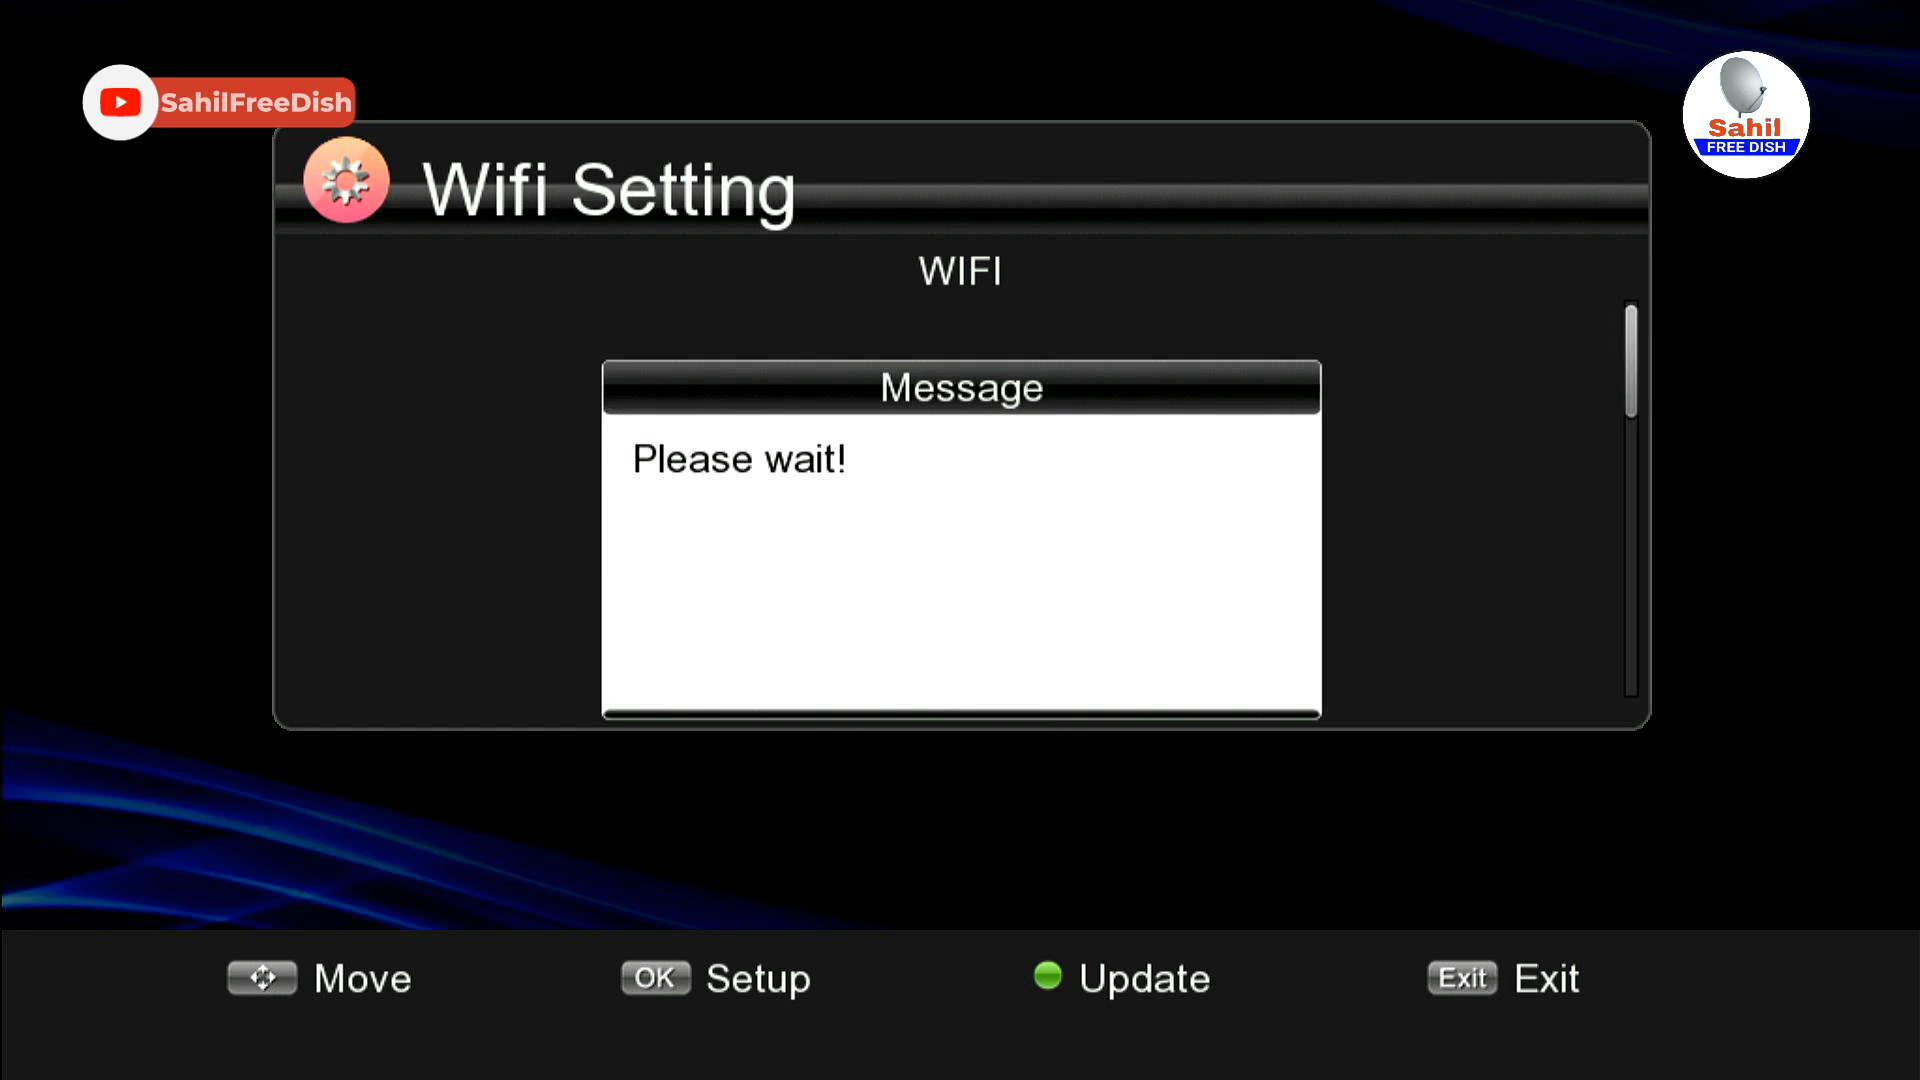 SahilFreeDish
Sahil
FREE DISH
Wifi Setting
WIFI
Message
Please wait!
Move
OK Setup
Update
Exit Exit